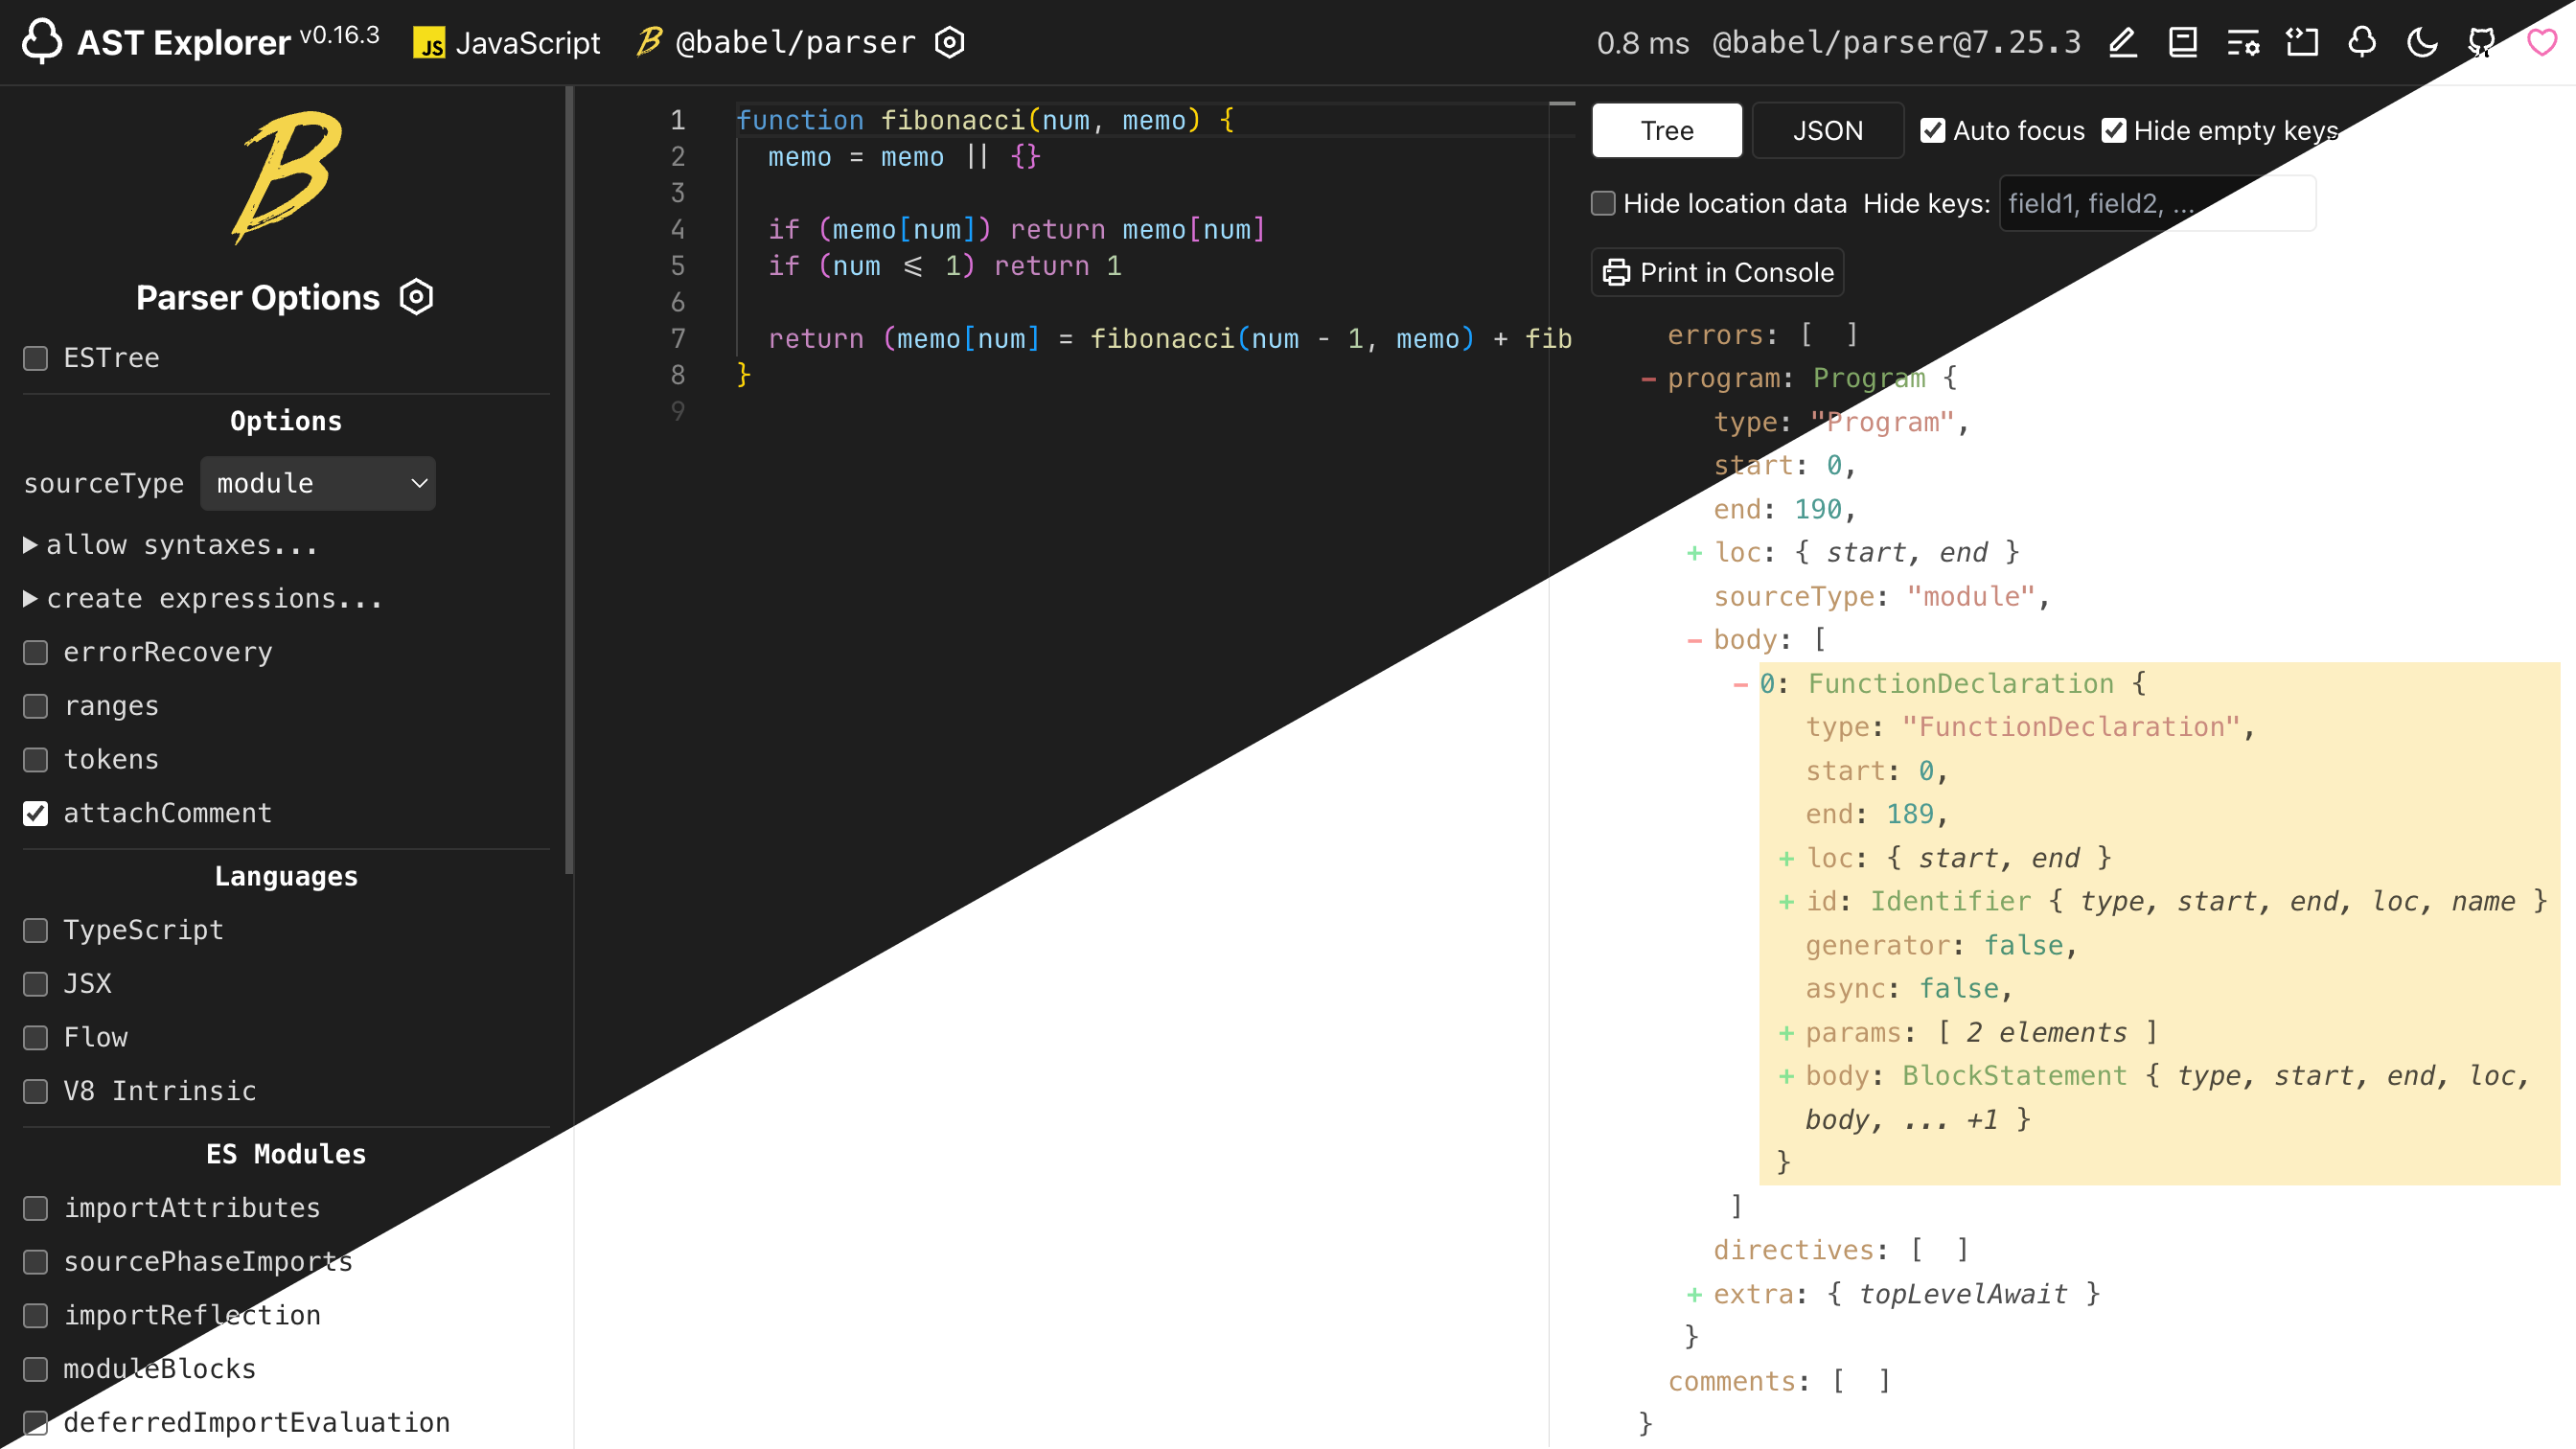 AST Explorer v0.16.3
JS JavaScript
@babel/parser
0.8 ms @babel/parser@7.25.3
Parser Options
ESTree
Options
sourceType module
allow syntaxes...
create expressions...
errorRecovery
ranges
tokens
attachComment
Languages
TypeScript
JSX
Flow
V8 Intrinsic
ES Modules
importAttributes
sourcePhaseImports
importReflection
moduleBlocks
deferredImportEvaluation
1 function fibonacci(num, memo) {
2 memo = memo || {}
3
4 if (memo[num]) return memo[num]
5 if (num <= 1) return 1
6
7 return (memo[num] = fibonacci(num - 1, memo) + fib
8 }
9
Tree JSON Auto focus Hide empty keys
Hide location data Hide keys: field1, field2, ...
Print in Console
errors: [ ]
− program: Program {
type: "Program",
start: 0,
end: 190,
+ loc: { start, end }
sourceType: "module",
− body: [
− 0: FunctionDeclaration {
type: "FunctionDeclaration",
start: 0,
end: 189,
+ loc: { start, end }
+ id: Identifier { type, start, end, loc, name }
generator: false,
async: false,
+ params: [ 2 elements ]
+ body: BlockStatement { type, start, end, loc,
body, ... +1 }
}
]
directives: [ ]
+ extra: { topLevelAwait }
}
comments: [ ]
}